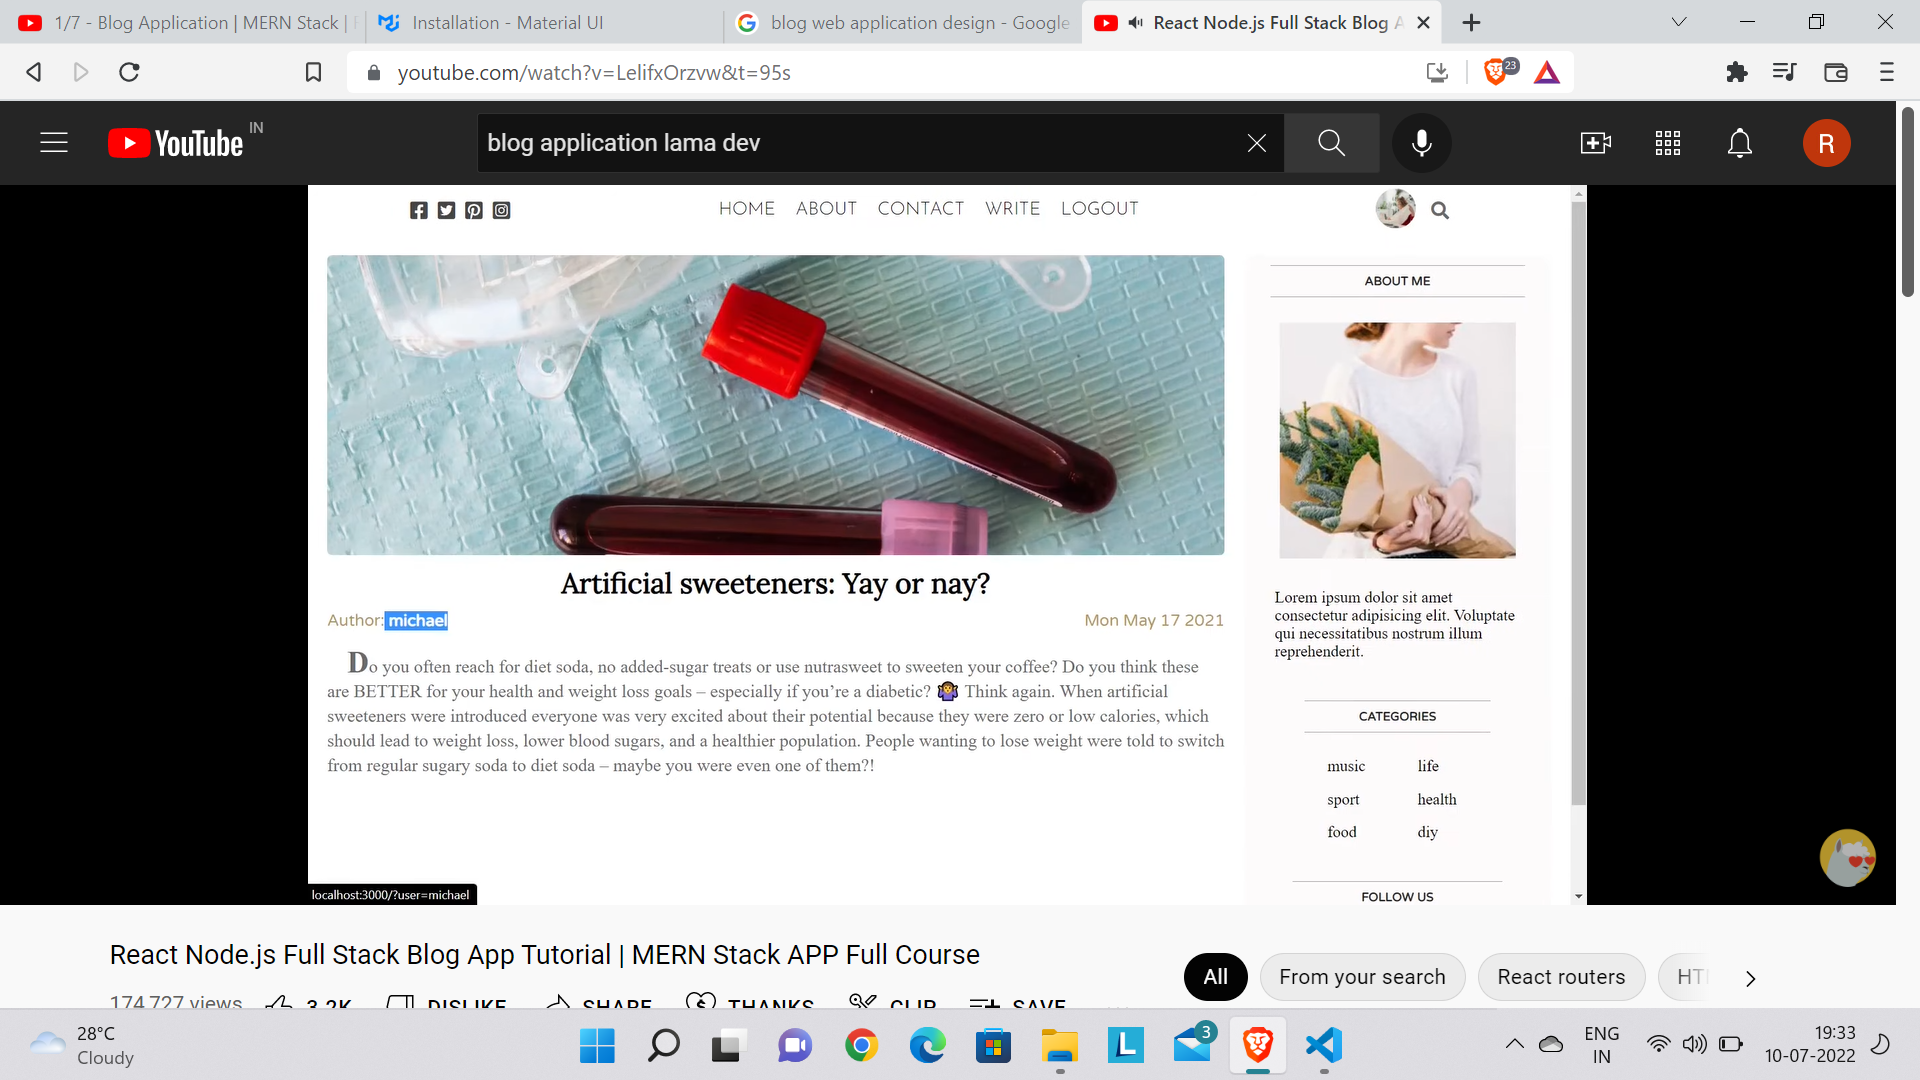 1/7 - Blog Application | MERN Stack |
Installation - Material UI
blog web application design - Google
React Node.js Full Stack Blog A
youtube.com/watch?v=LelifxOrzvw&t=95s
23
YouTube IN
blog application lama dev
R
HOME ABOUT CONTACT WRITE LOGOUT
ABOUT ME
Artificial sweeteners: Yay or nay?
Author: michael
Mon May 17 2021
Do you often reach for diet soda, no added-sugar treats or use nutrasweet to sweeten your coffee? Do you think these
are BETTER for your health and weight loss goals – especially if you’re a diabetic? 🤷‍♀️ Think again. When artificial
sweeteners were introduced everyone was very excited about their potential because they were zero or low calories, which
should lead to weight loss, lower blood sugars, and a healthier population. People wanting to lose weight were told to switch
from regular sugary soda to diet soda – maybe you were even one of them?!
Lorem ipsum dolor sit amet
consectetur adipisicing elit. Voluptate
qui necessitatibus nostrum illum
reprehenderit.
CATEGORIES
music life
sport health
food diy
FOLLOW US
localhost:3000/?user=michael
React Node.js Full Stack Blog App Tutorial | MERN Stack APP Full Course
All From your search React routers HT
174,727 views 3.2K DISLIKE SHARE THANKS CLIP SAVE
28°C
Cloudy
3
ENG
IN
19:33
10-07-2022